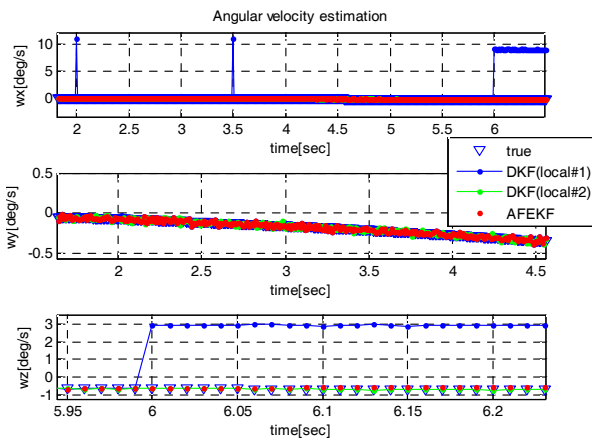 Angular velocity estimation
wx[deg/s]
10
5
0
2 2.5 3 3.5 4 4.5 5 5.5 6
time[sec]
true
DKF(local#1)
DKF(local#2)
AFEKF
wy[deg/s]
0.5
0
-0.5
2 2.5 3 3.5 4 4.5
time[sec]
wz[deg/s]
3
2
1
0
-1
5.95 6 6.05 6.1 6.15 6.2
time[sec]